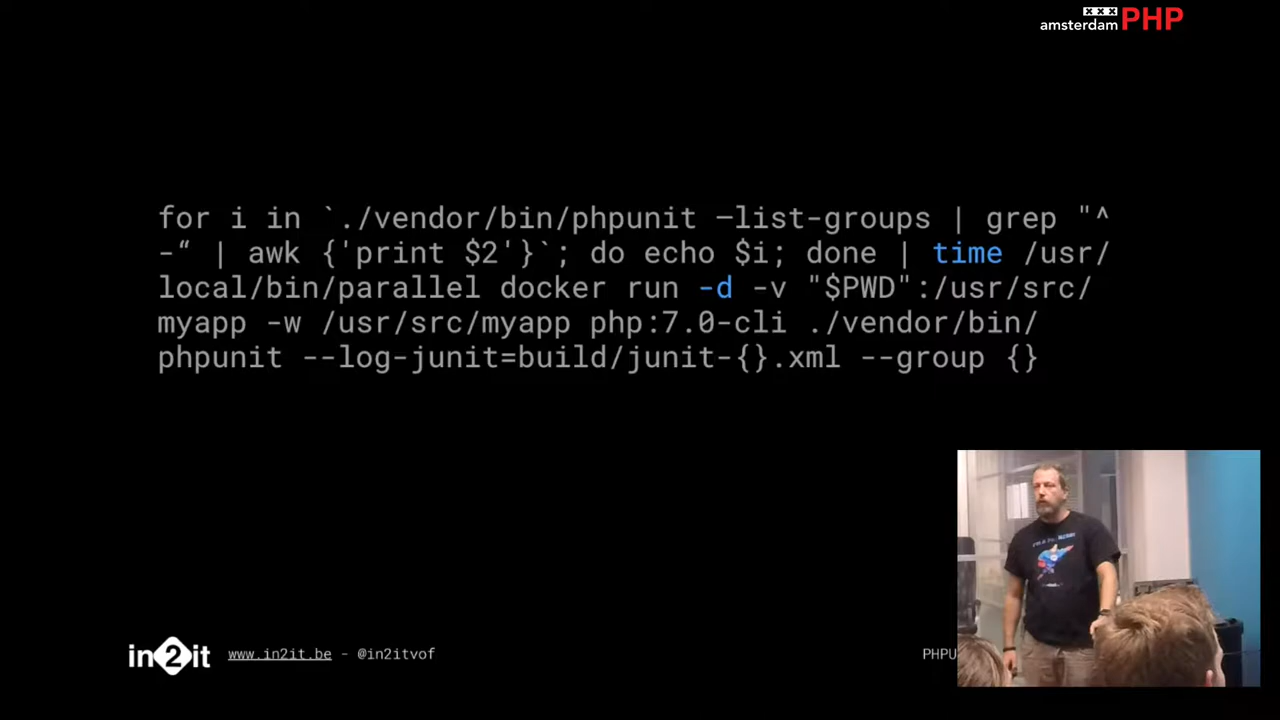 xxx
amsterdamPHP
for i in `./vendor/bin/phpunit —list-groups | grep "^
-“ | awk {'print $2'}`; do echo $i; done | time /usr/
local/bin/parallel docker run -d -v "$PWD":/usr/src/
myapp -w /usr/src/myapp php:7.0-cli ./vendor/bin/
phpunit --log-junit=build/junit-{}.xml --group {}
in2it www.in2it.be - @in2itvof
PHPU